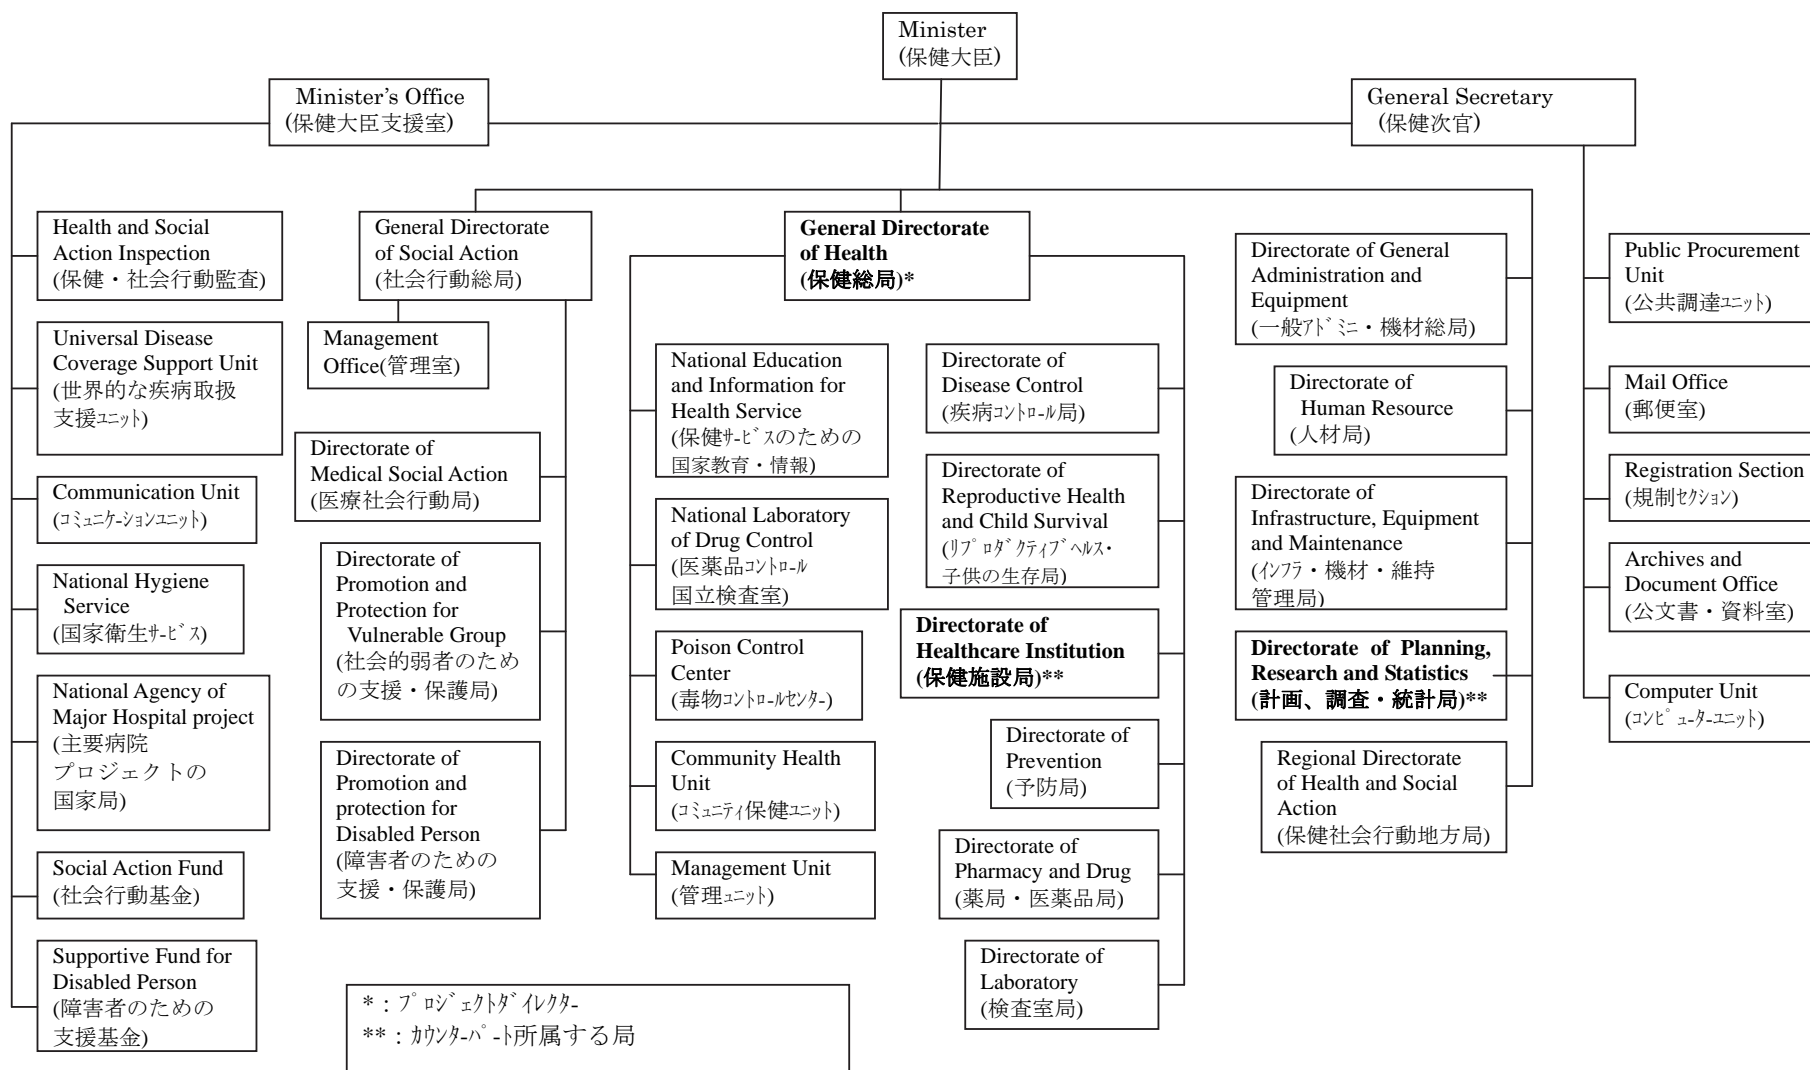 Minister
(保健大臣)
Minister's Office
(保健大臣支援室)
General Secretary
(保健次官)
Health and Social
Action Inspection
(保健・社会行動監査)
Universal Disease
Coverage Support Unit
(世界的な疾病取扱
支援ﾕﾆｯﾄ)
Communication Unit
(ｺﾐｭﾆｹ-ｼｮﾝﾕﾆｯﾄ)
National Hygiene
Service
(国家衛生ｻ-ﾋﾞｽ)
National Agency of
Major Hospital project
(主要病院
プロジェクトの
国家局)
Social Action Fund
(社会行動基金)
Supportive Fund for
Disabled Person
(障害者のための
支援基金)
General Directorate
of Social Action
(社会行動総局)
Management
Office(管理室)
Directorate of
Medical Social Action
(医療社会行動局)
Directorate of
Promotion and
Protection for
Vulnerable Group
(社会的弱者のため
の支援・保護局)
Directorate of
Promotion and
protection for
Disabled Person
(障害者のための
支援・保護局)
General Directorate
of Health
(保健総局)*
National Education
and Information for
Health Service
(保健ｻ-ﾋﾞｽのための
国家教育・情報)
National Laboratory
of Drug Control
(医薬品ｺﾝﾄﾛｰﾙ
国立検査室)
Poison Control
Center
(毒物ｺﾝﾄﾛ-ﾙｾﾝﾀ-)
Community Health
Unit
(ｺﾐｭﾆﾃｨ保健ﾕﾆｯﾄ)
Management Unit
(管理ﾕﾆｯﾄ)
Directorate of
Disease Control
(疾病ｺﾝﾄﾛ-ﾙ局)
Directorate of
Reproductive Health
and Child Survival
(ﾘﾌﾟﾛﾀﾞｸﾃｨﾌﾞﾍﾙｽ・
子供の生存局)
Directorate of
Healthcare Institution
(保健施設局)**
Directorate of
Prevention
(予防局)
Directorate of
Pharmacy and Drug
(薬局・医薬品局)
Directorate of
Laboratory
(検査室局)
Directorate of General
Administration and
Equipment
(一般ｱﾄﾞﾐﾆ・機材総局)
Directorate of
Human Resource
(人材局)
Directorate of
Infrastructure, Equipment
and Maintenance
(ｲﾝﾌﾗ・機材・維持
管理局)
Directorate of Planning,
Research and Statistics
(計画、調査・統計局)**
Regional Directorate
of Health and Social
Action
(保健社会行動地方局)
Public Procurement
Unit
(公共調達ﾕﾆｯﾄ)
Mail Office
(郵便室)
Registration Section
(規制ｾｸｼｮﾝ)
Archives and
Document Office
(公文書・資料室)
Computer Unit
(ｺﾝﾋﾟｭ-ﾀｰﾕﾆｯﾄ)
*：ﾌﾟﾛｼﾞｪｸﾄﾀﾞｲﾚｸﾀ-
**：ｶｳﾝﾀ-ﾊﾟ-ﾄ所属する局